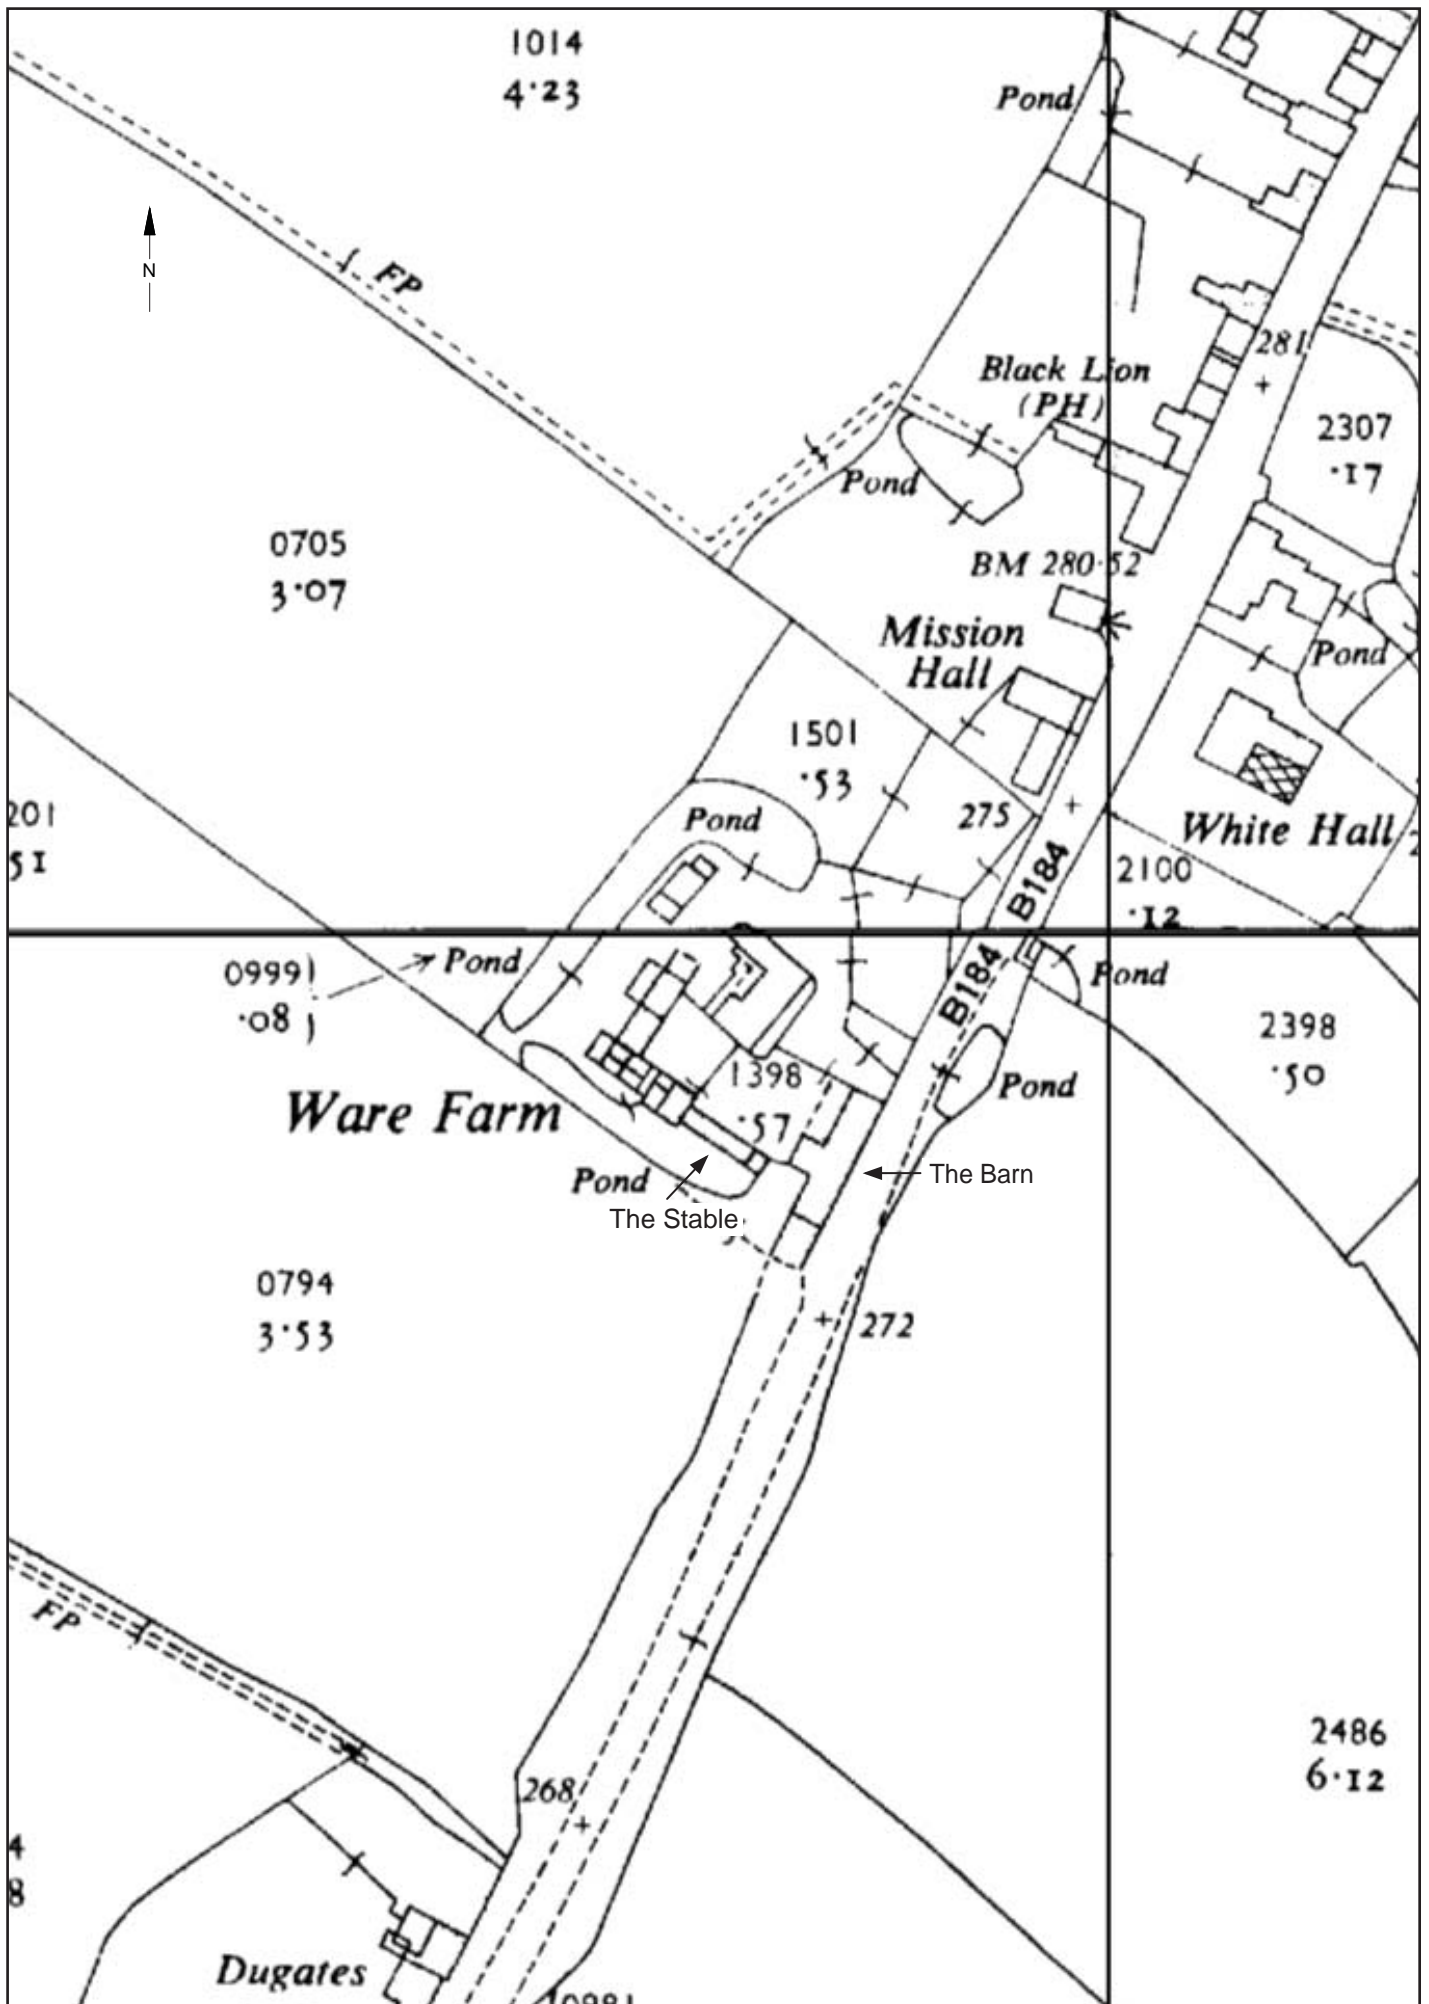 1014
4·23
Pond
N
FP
281
Black Lion
(PH)
2307
·17
Pond
0705
3·07
BM 280·52
Mission
Hall
Pond
1501
·53
275
Pond
201
51
White Hall
B184
2100
·12
0999
·08
Pond
B184
Pond
2398
·50
1398
·57
Pond
Ware Farm
The Barn
Pond
The Stable
0794
3·53
272
FP
2486
6·12
268
4
8
Dugates